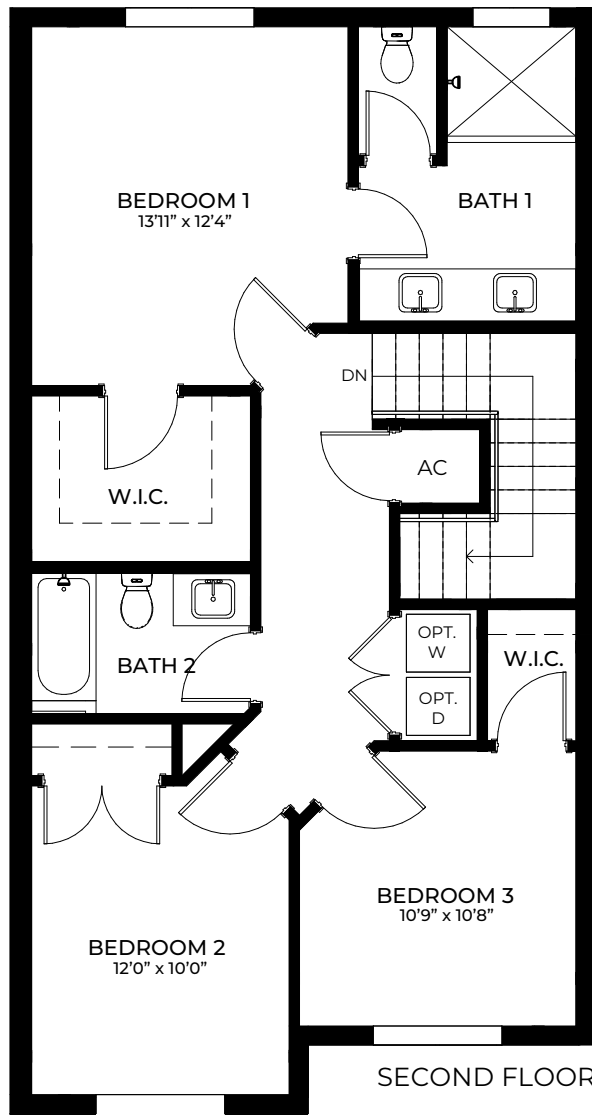 BEDROOM 1
13’11” x 12’4”
BATH 1
DN
AC
W.I.C.
BATH 2
OPT.
W
OPT.
D
W.I.C.
BEDROOM 3
10’9” x 10’8”
BEDROOM 2
12’0” x 10’0”
SECOND FLOOR